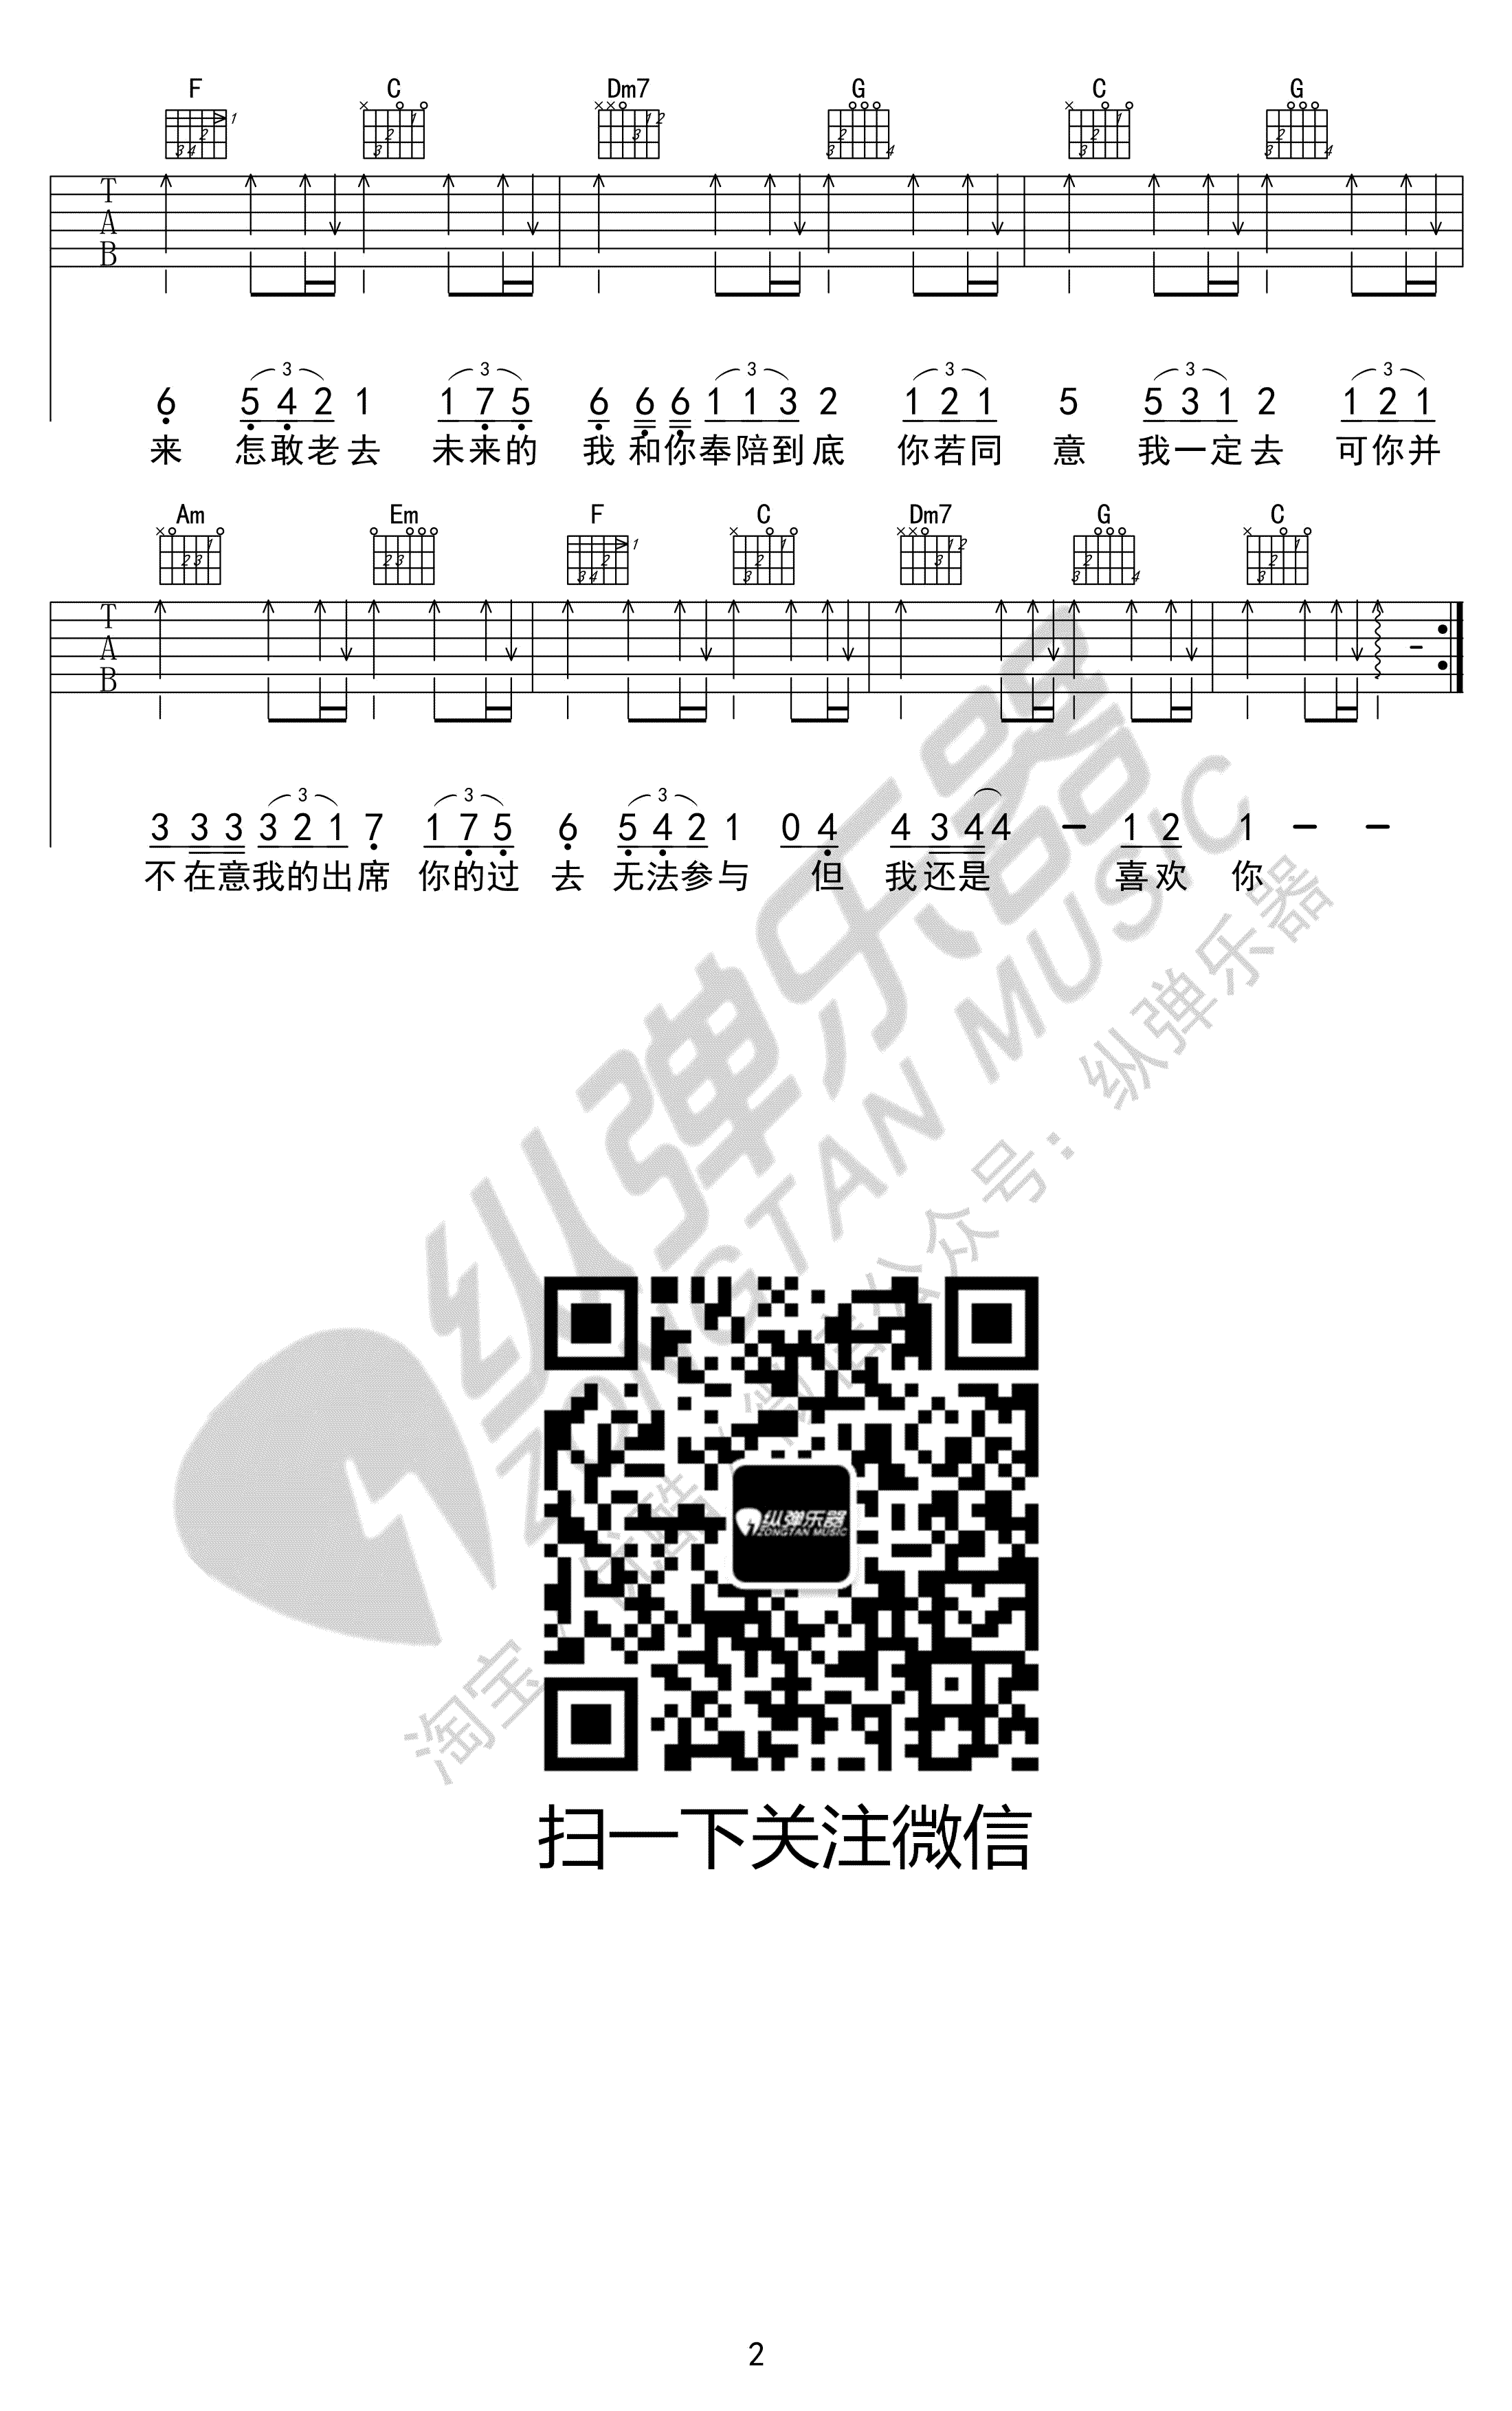 F C Dm7 G C G
T
A
B
3 3 3 3 3
6 5 4 2 1 1 7 5 6 6 6 1 1 3 2 1 2 1 5 5 3 1 2 1 2 1
来 怎敢老去 未来的 我 和你奉陪到底 你若同 意 我一定去 可你并
Am Em F C Dm7 G C
T
A
B
3 3 3
3 3 3 3 2 1 7 1 7 5 6 5 4 2 1 0 4 4 3 4 4 - 1 2 1 - -
不在意我的出席 你的过 去 无法参与 但 我还是 喜欢 你
纵弹乐器
ZONGTAN MUSIC
淘宝/优酷/微信公众号：纵弹乐器
纵弹乐器
ZONGTAN MUSIC
扫一下关注微信
2